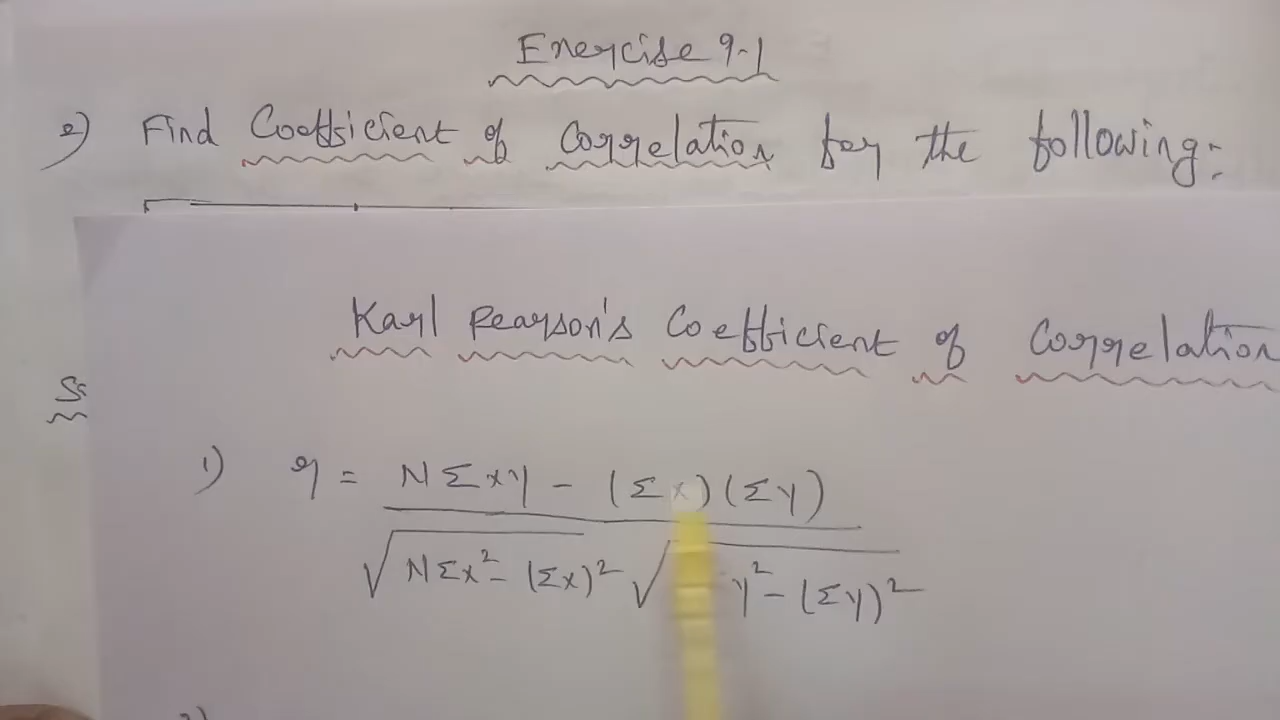 Exercise 9.1
2) Find Coefficient of Correlation for the following:
Karl Pearson's Coefficient of Correlation
1) r = NΣXY - (ΣX)(ΣY)
√NΣX² - (ΣX)² √ Y² - (ΣY)²